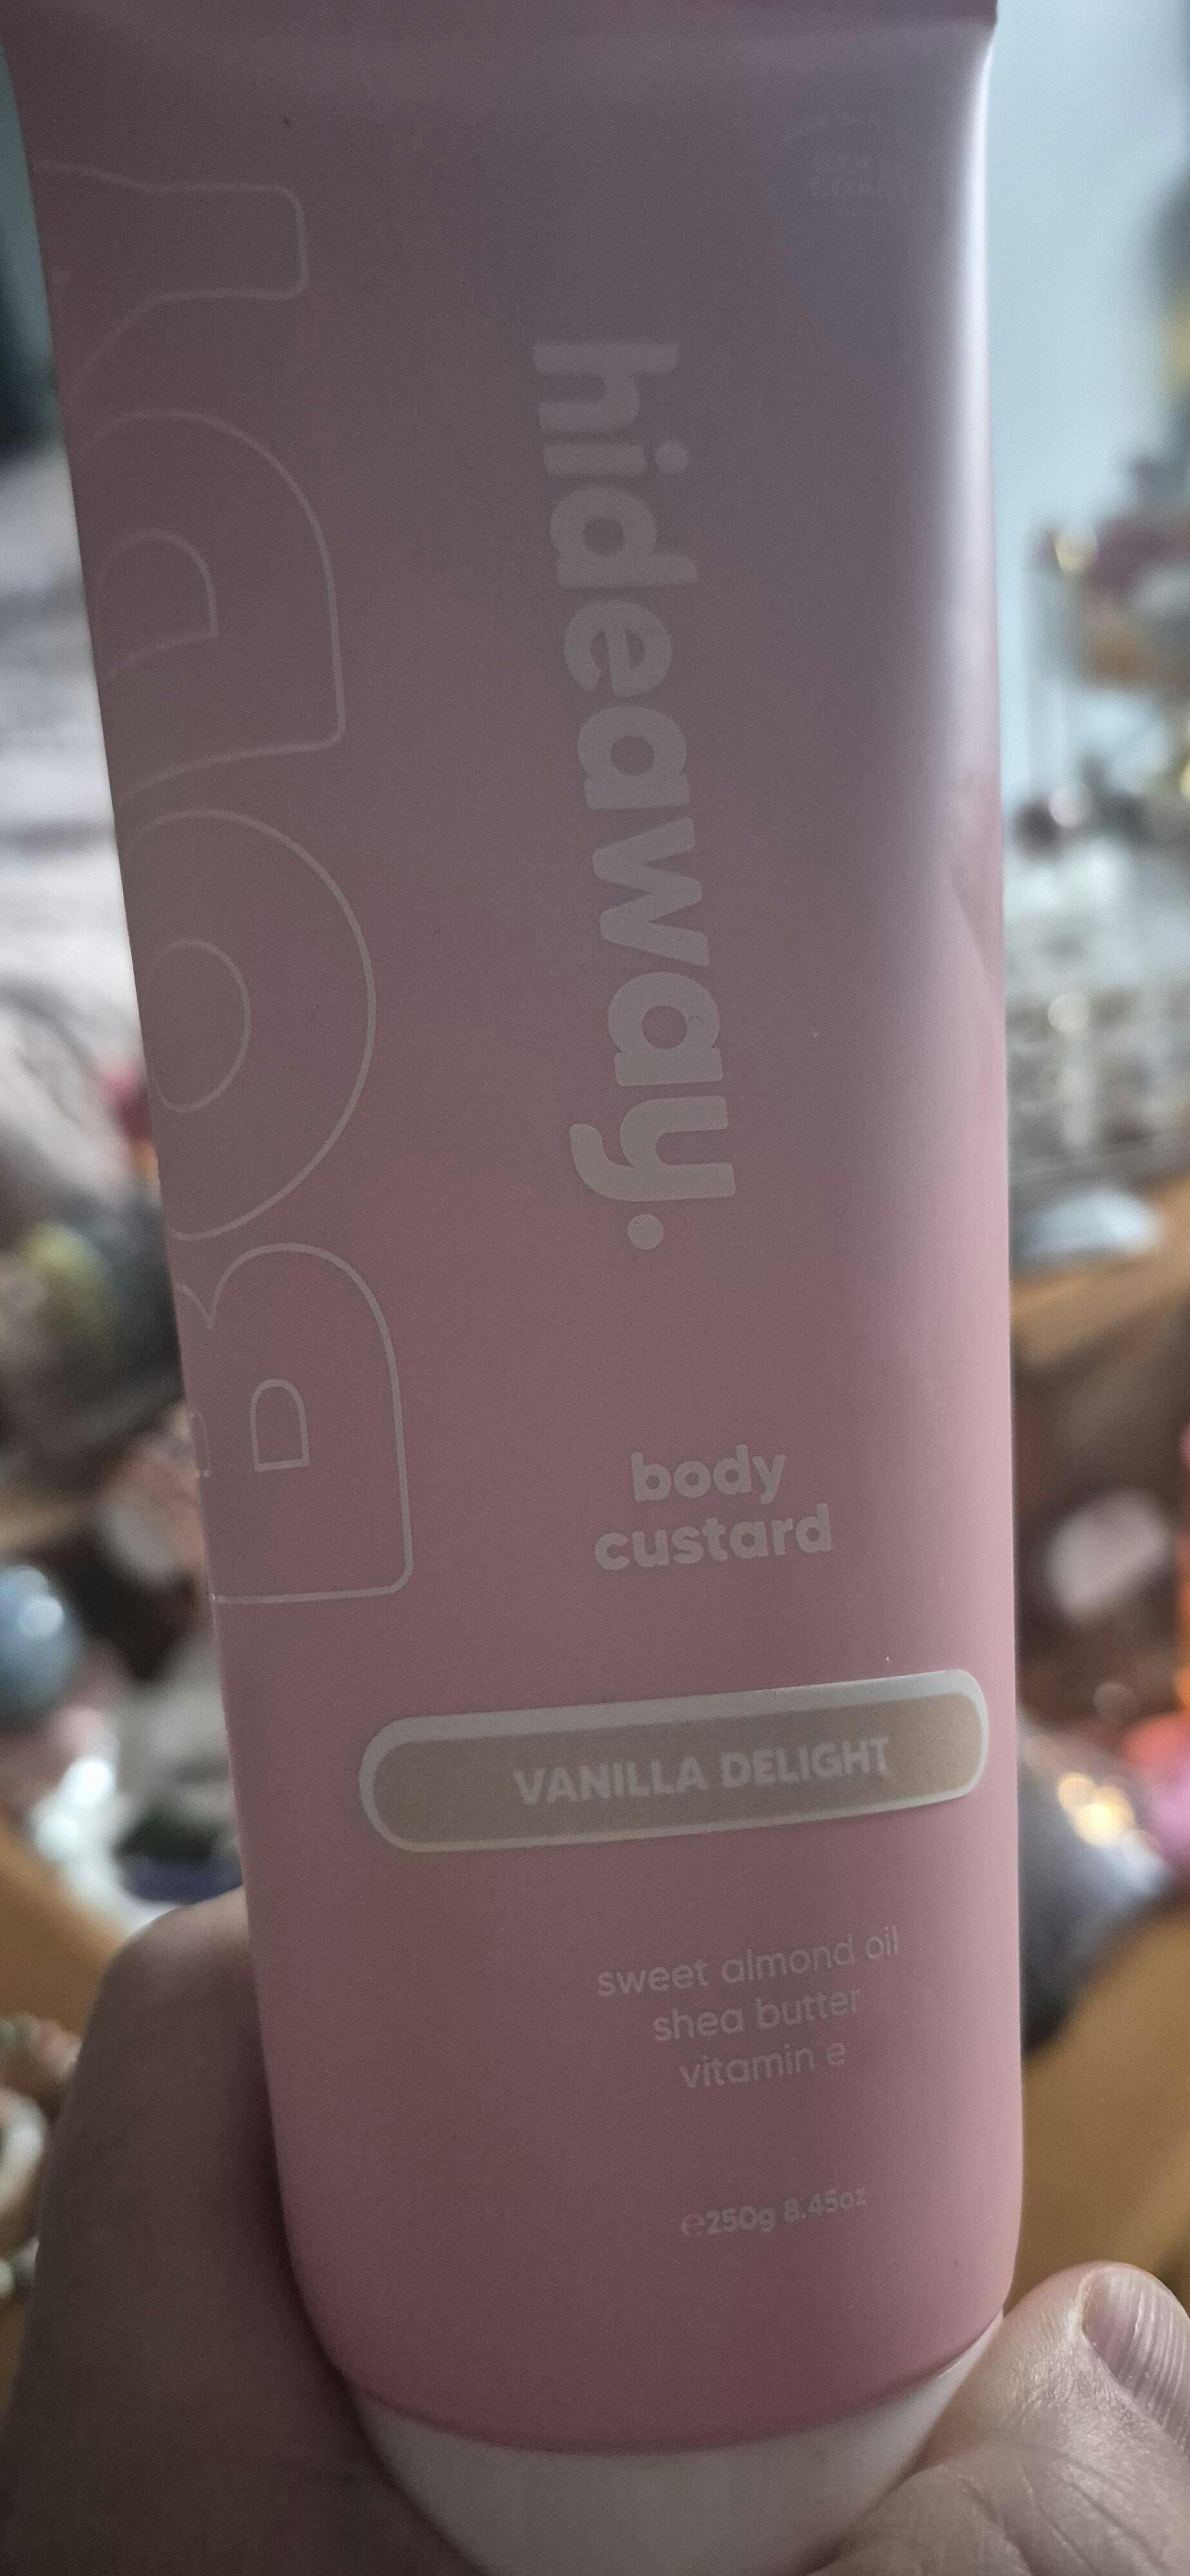 BODY
hideaway.
body
custard
VANILLA DELIGHT
sweet almond oil
shea butter
vitamin e
℮250g 8.45oz